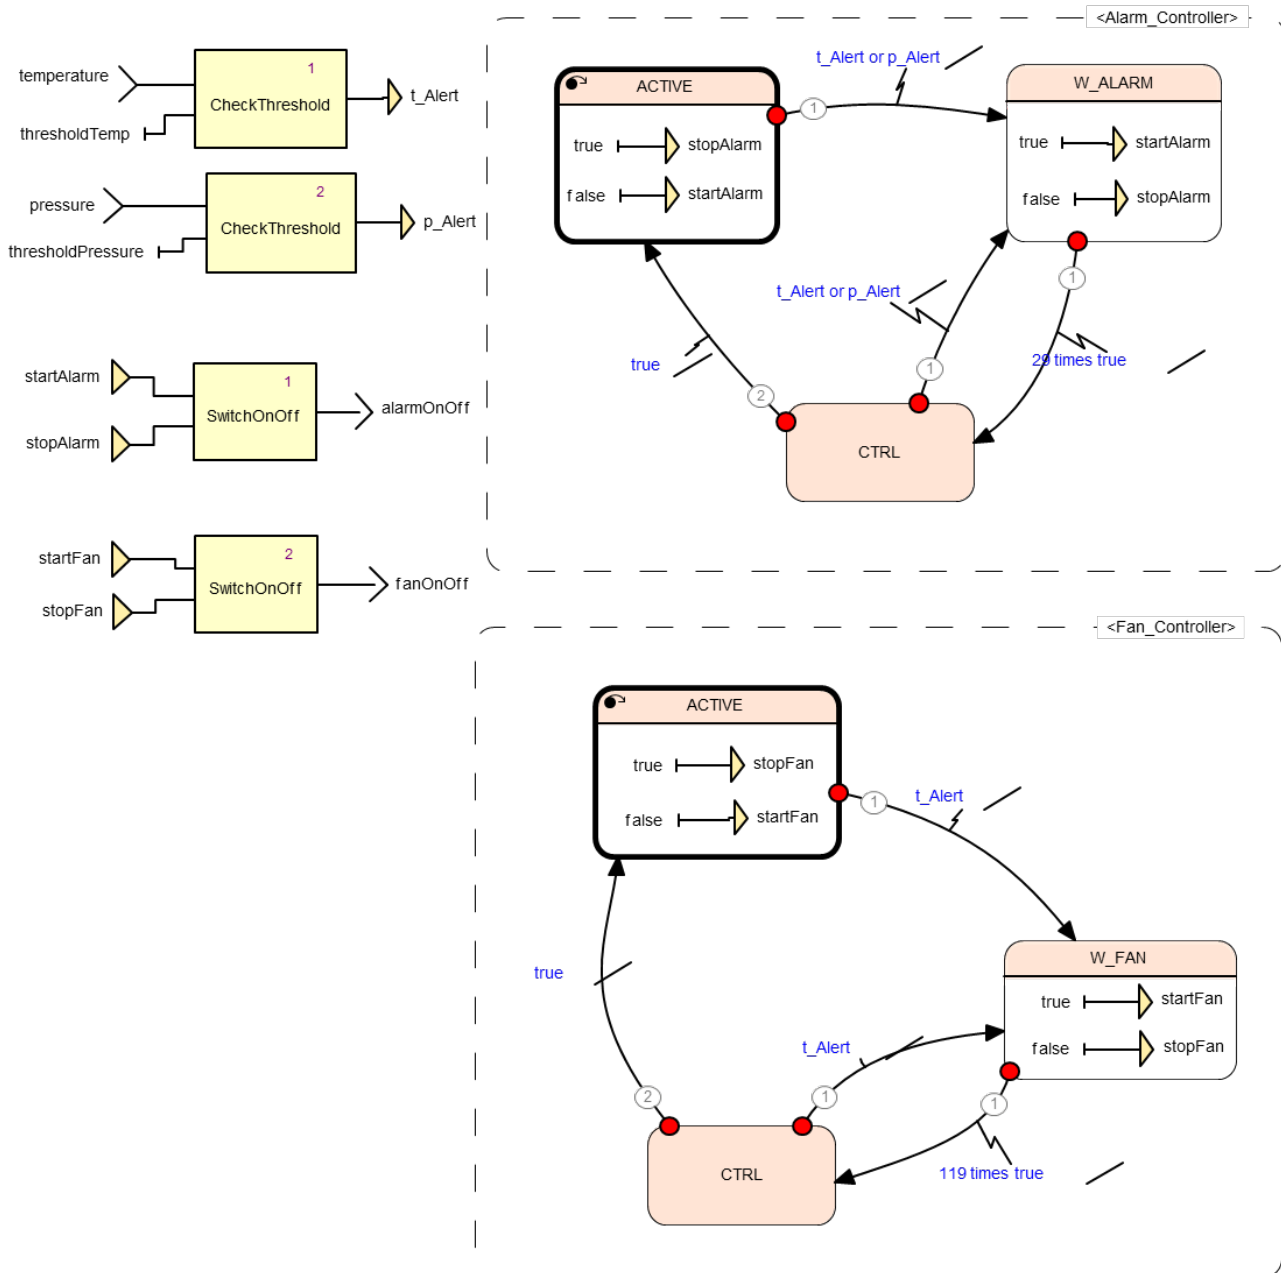 temperature
thresholdTemp
1
CheckThreshold
t_Alert
pressure
thresholdPressure
2
CheckThreshold
p_Alert
startAlarm
stopAlarm
1
SwitchOnOff
alarmOnOff
startFan
stopFan
2
SwitchOnOff
fanOnOff
<Alarm_Controller>
ACTIVE
true
stopAlarm
false
startAlarm
1
t_Alert or p_Alert
W_ALARM
true
startAlarm
false
stopAlarm
1
29 times true
t_Alert or p_Alert
1
true
2
CTRL
<Fan_Controller>
ACTIVE
true
stopFan
false
startFan
1
t_Alert
W_FAN
true
startFan
false
stopFan
1
119 times true
t_Alert
1
true
2
CTRL